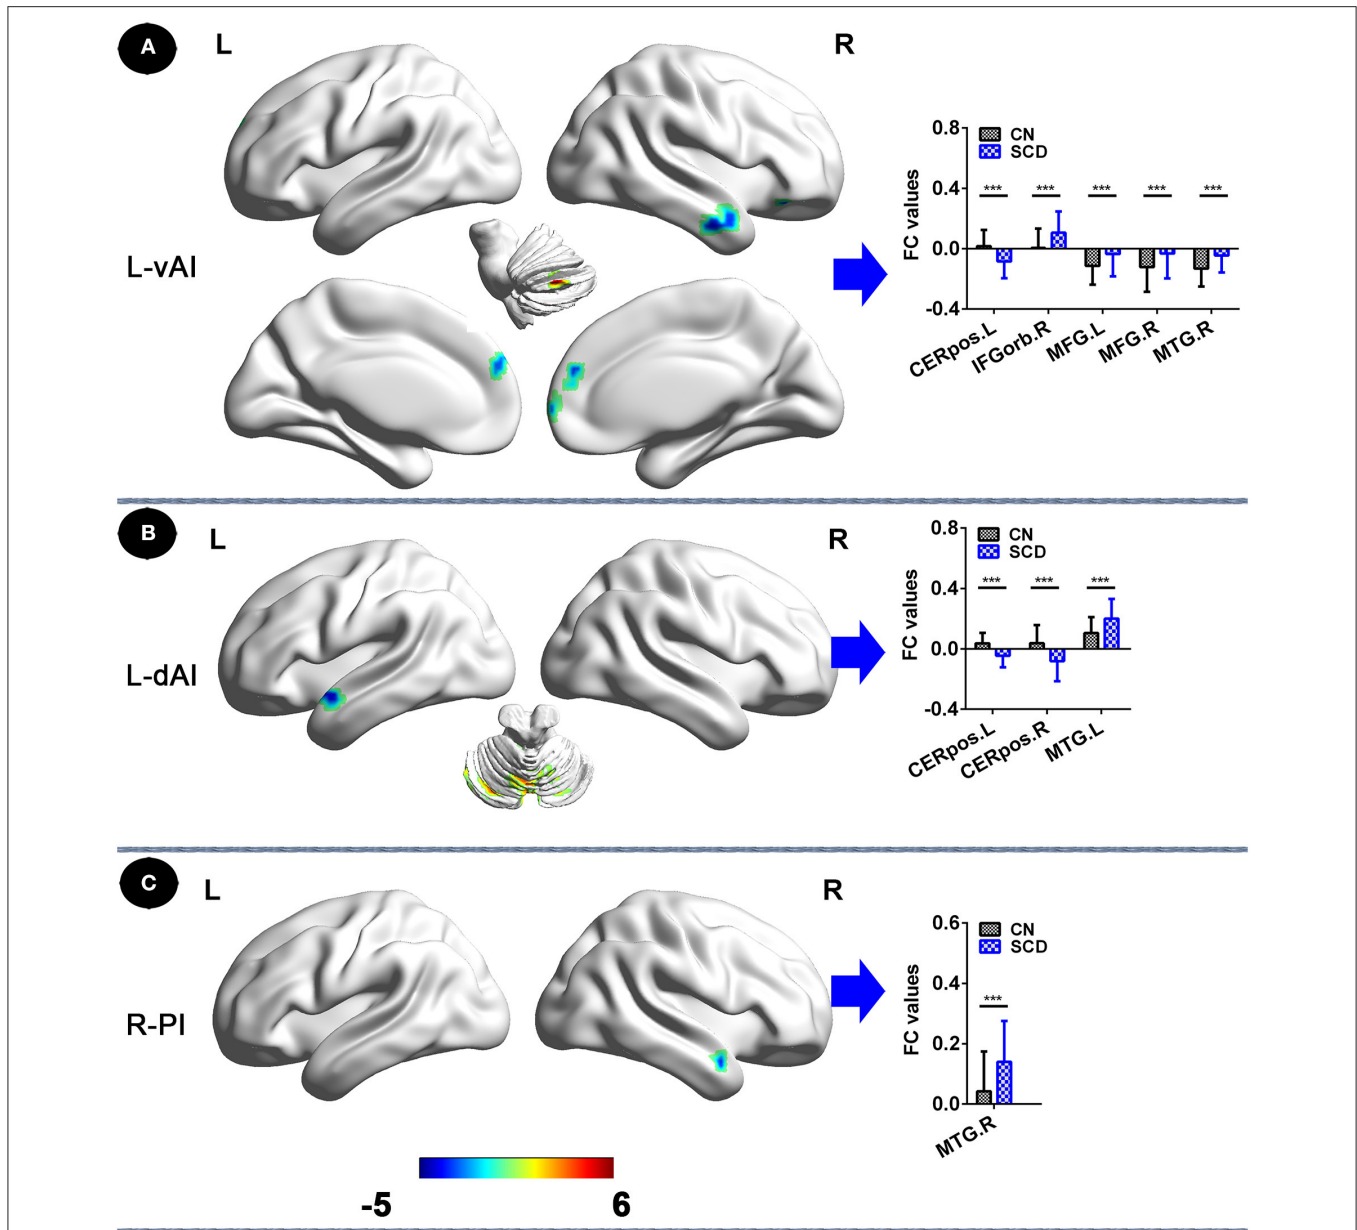 A
L
R
L-vAI
CN
SCD
FC values
0.8
0.4
0.0
-0.4
*** *** *** *** ***
CERpos.L
IFGorb.R
MFG.L
MFG.R
MTG.R
B
L
R
L-dAI
CN
SCD
FC values
0.8
0.4
0.0
-0.4
*** *** ***
CERpos.L
CERpos.R
MTG.L
C
L
R
R-PI
CN
SCD
FC values
0.6
0.4
0.2
0.0
***
MTG.R
-5
6